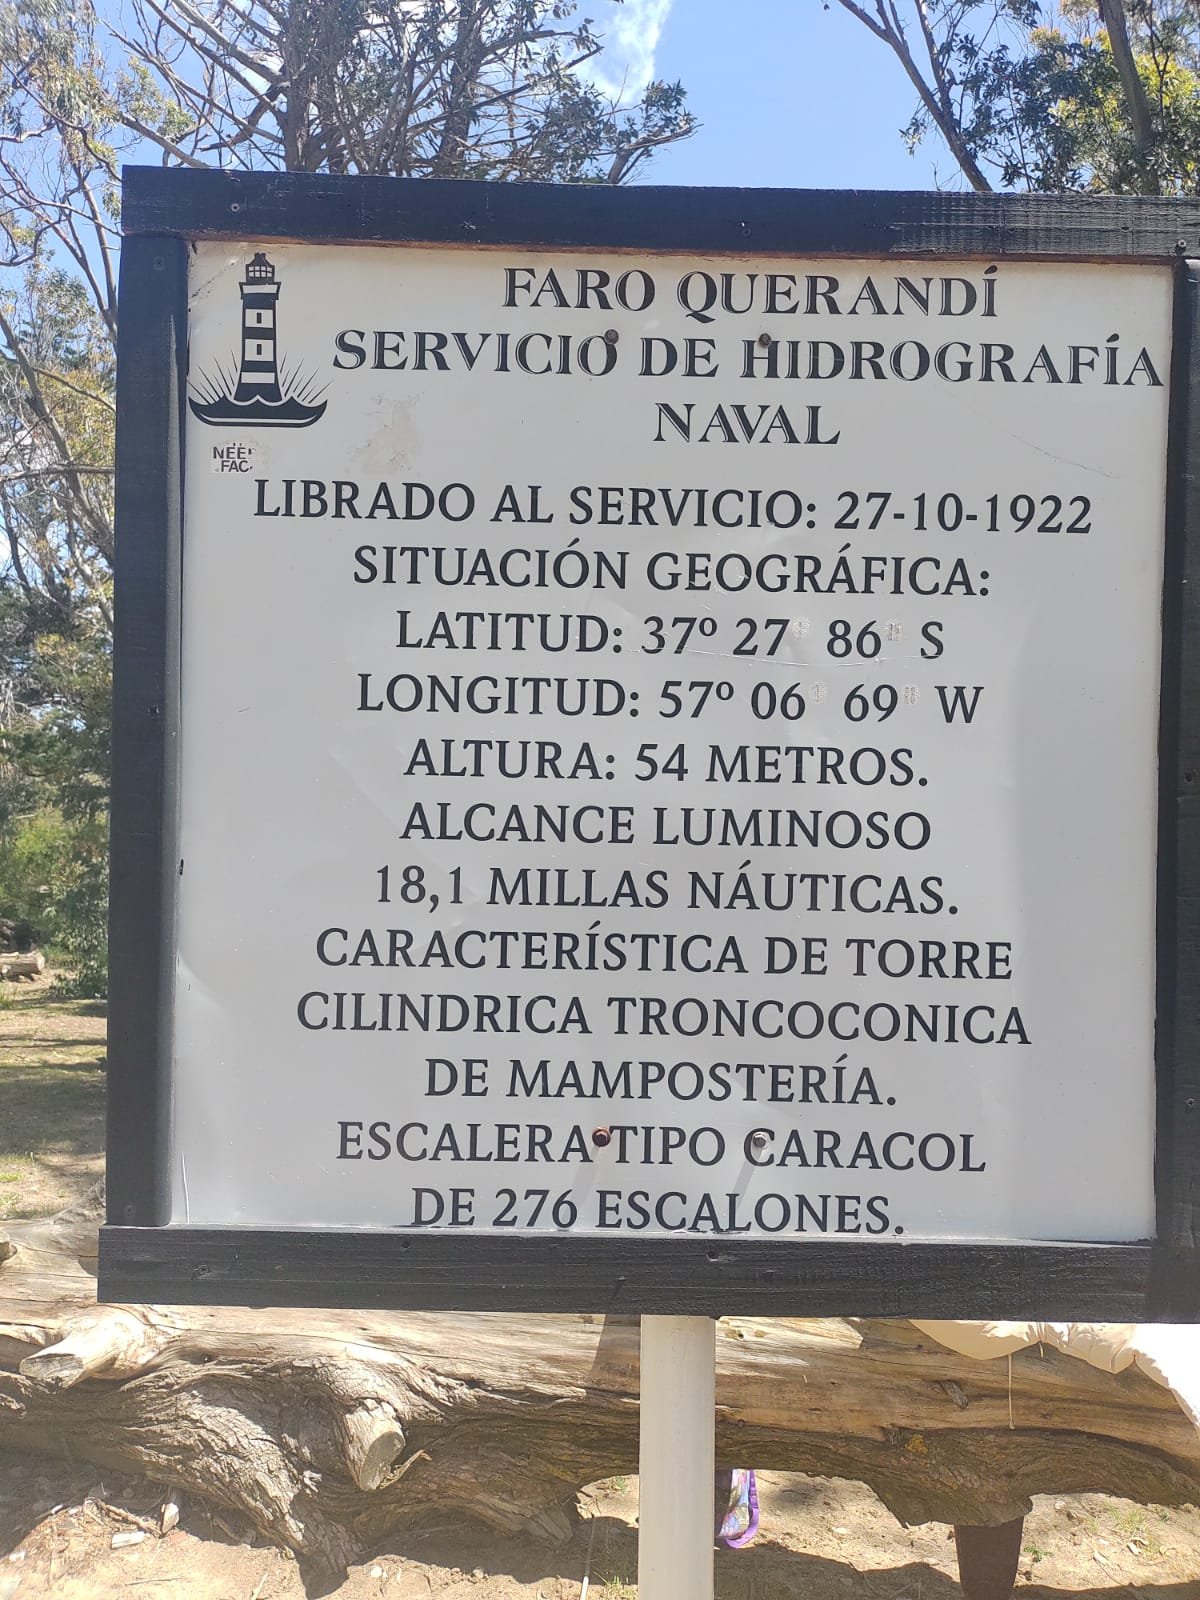 FARO QUERANDÍ
SERVICIO DE HIDROGRAFÍA
NAVAL
LIBRADO AL SERVICIO: 27-10-1922
SITUACIÓN GEOGRÁFICA:
LATITUD: 37º 27 86 S
LONGITUD: 57º 06 69 W
ALTURA: 54 METROS.
ALCANCE LUMINOSO
18,1 MILLAS NÁUTICAS.
CARACTERÍSTICA DE TORRE
CILINDRICA TRONCOCONICA
DE MAMPOSTERÍA.
ESCALERA TIPO CARACOL
DE 276 ESCALONES.